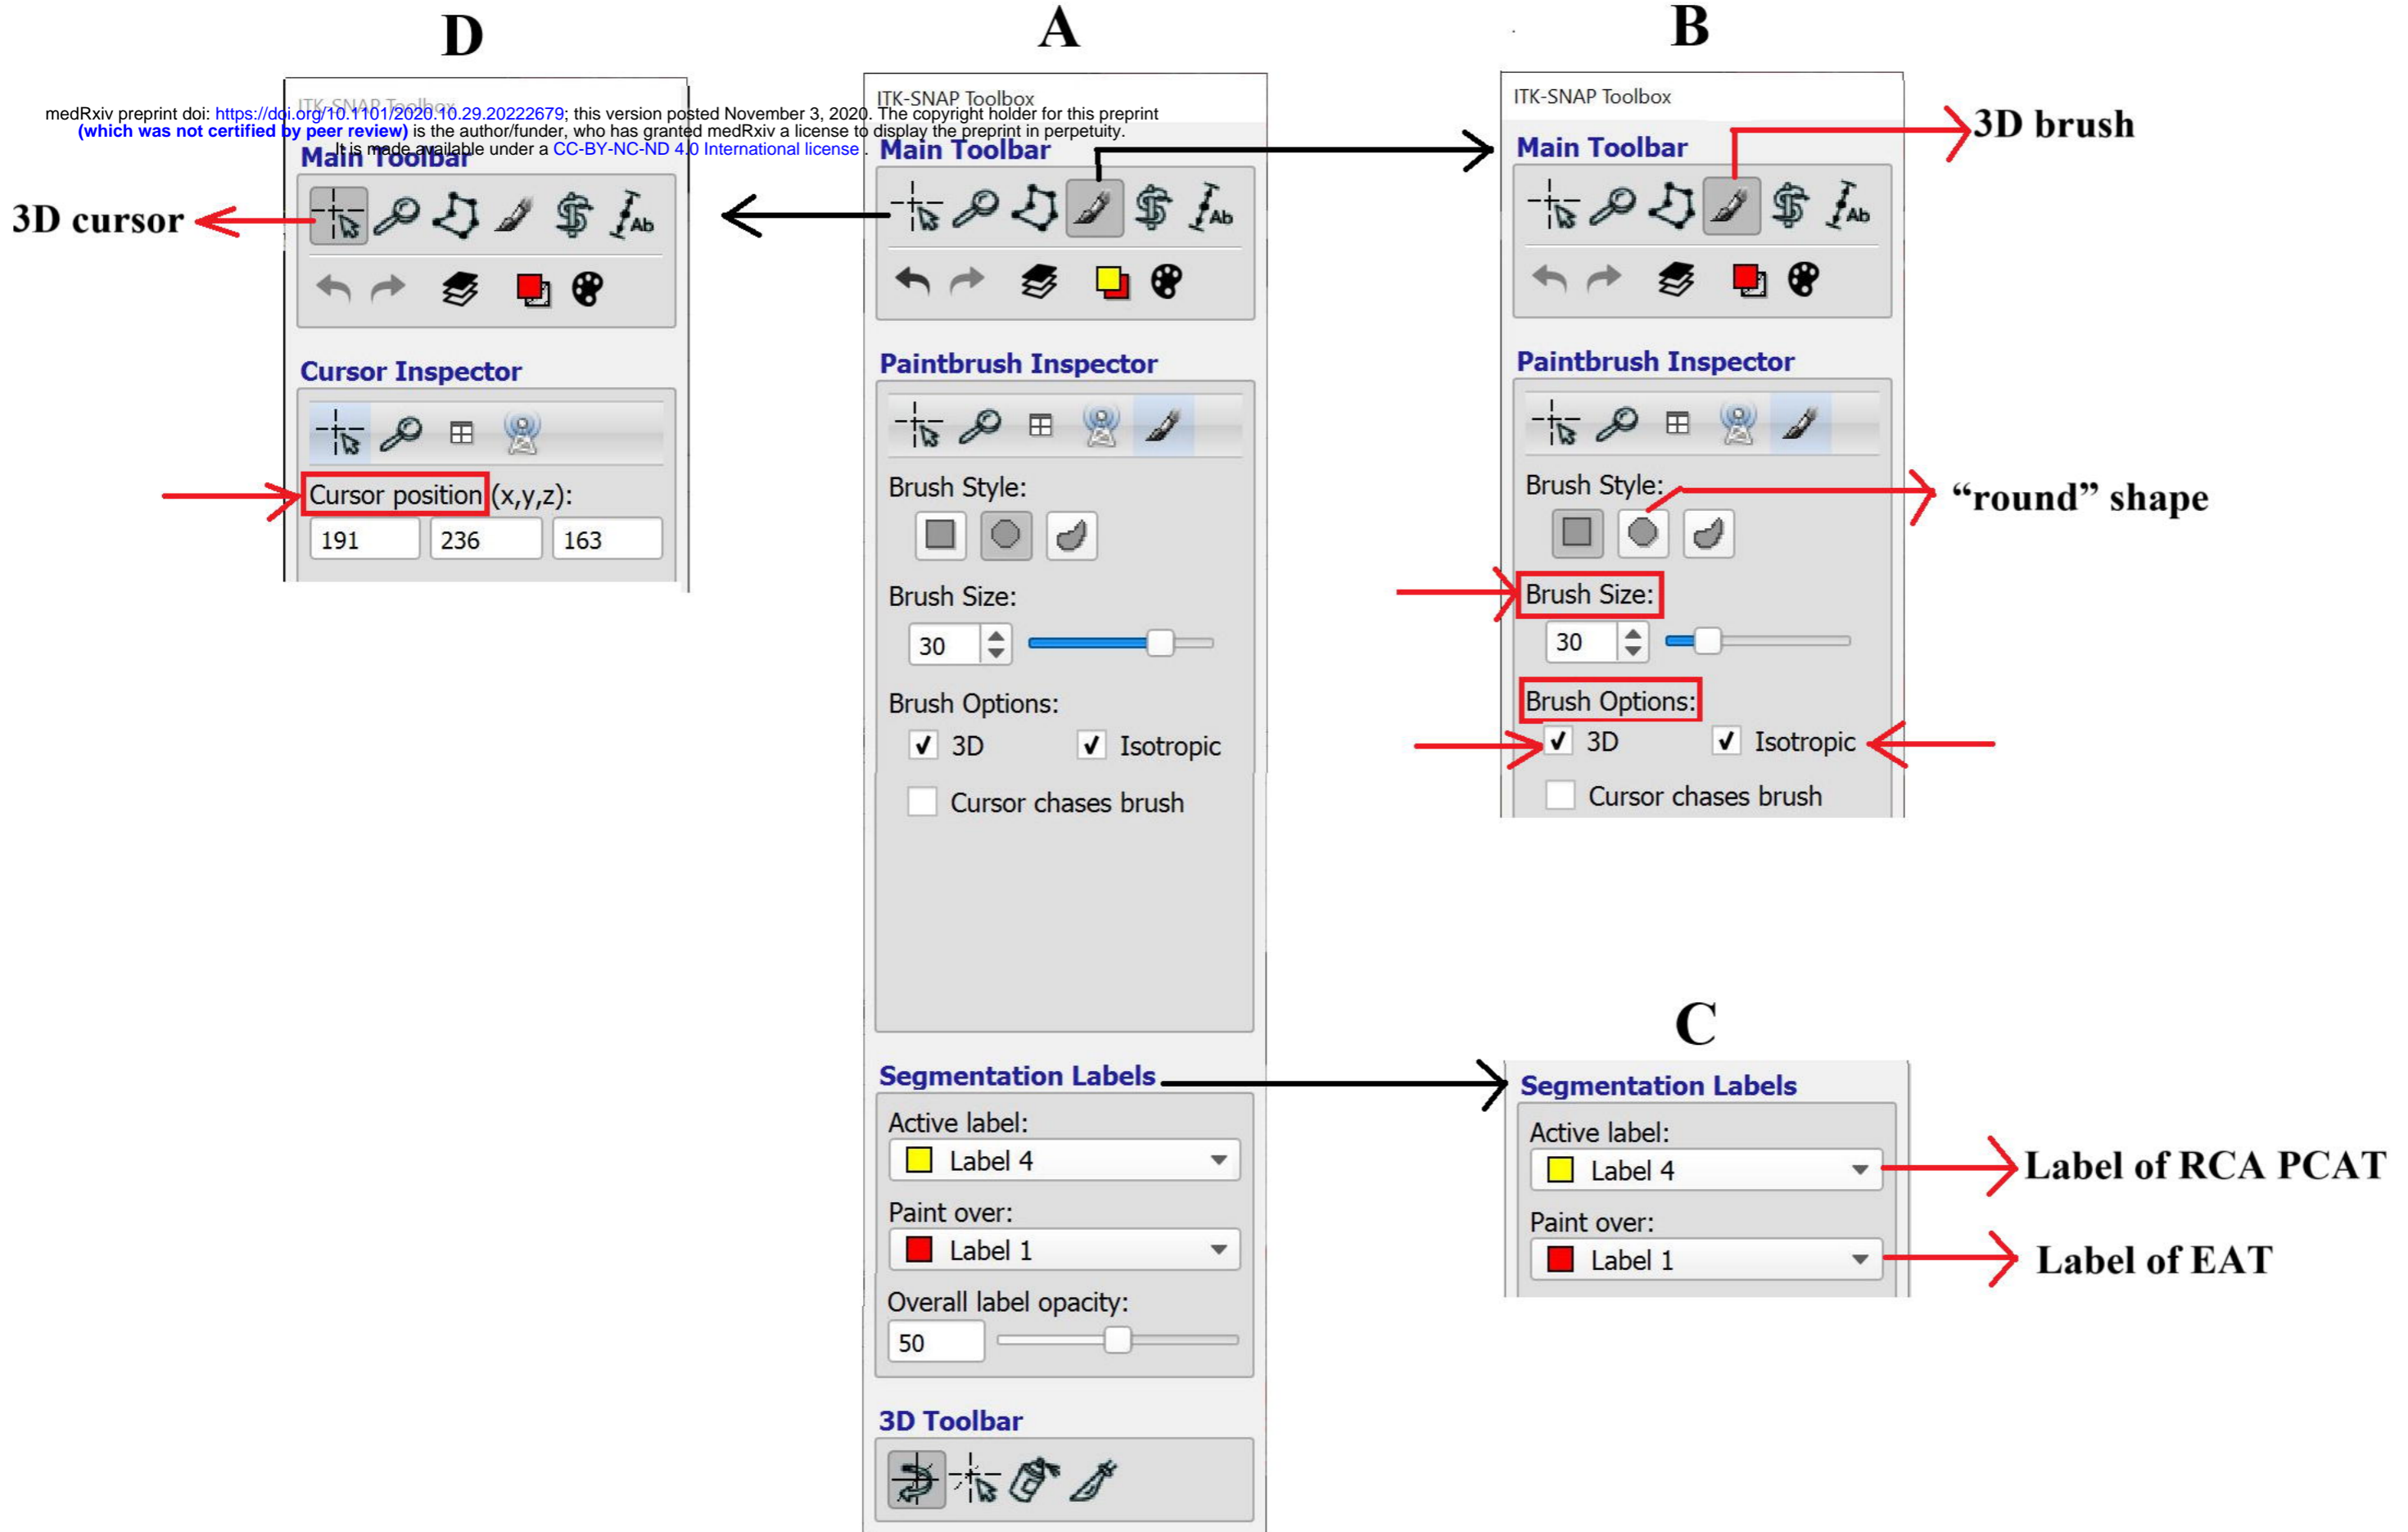 D
A
B
medRxiv preprint doi: https://doi.org/10.1101/2020.10.29.20222679; this version posted November 3, 2020. The copyright holder for this preprint
(which was not certified by peer review) is the author/funder, who has granted medRxiv a license to display the preprint in perpetuity.
It is made available under a CC-BY-NC-ND 4.0 International license .
ITK-SNAP Toolbox
Main Toolbar
3D cursor
Ab
Cursor Inspector
Cursor position (x,y,z):
191 236 163
ITK-SNAP Toolbox
Main Toolbar
Ab
Paintbrush Inspector
Brush Style:
Brush Size:
30
Brush Options:
3D Isotropic
Cursor chases brush
Segmentation Labels
Active label:
Label 4
Paint over:
Label 1
Overall label opacity:
50
3D Toolbar
ITK-SNAP Toolbox
Main Toolbar
3D brush
Ab
Paintbrush Inspector
Brush Style:
“round” shape
Brush Size:
30
Brush Options:
3D Isotropic
Cursor chases brush
C
Segmentation Labels
Active label:
Label 4
Label of RCA PCAT
Paint over:
Label 1
Label of EAT